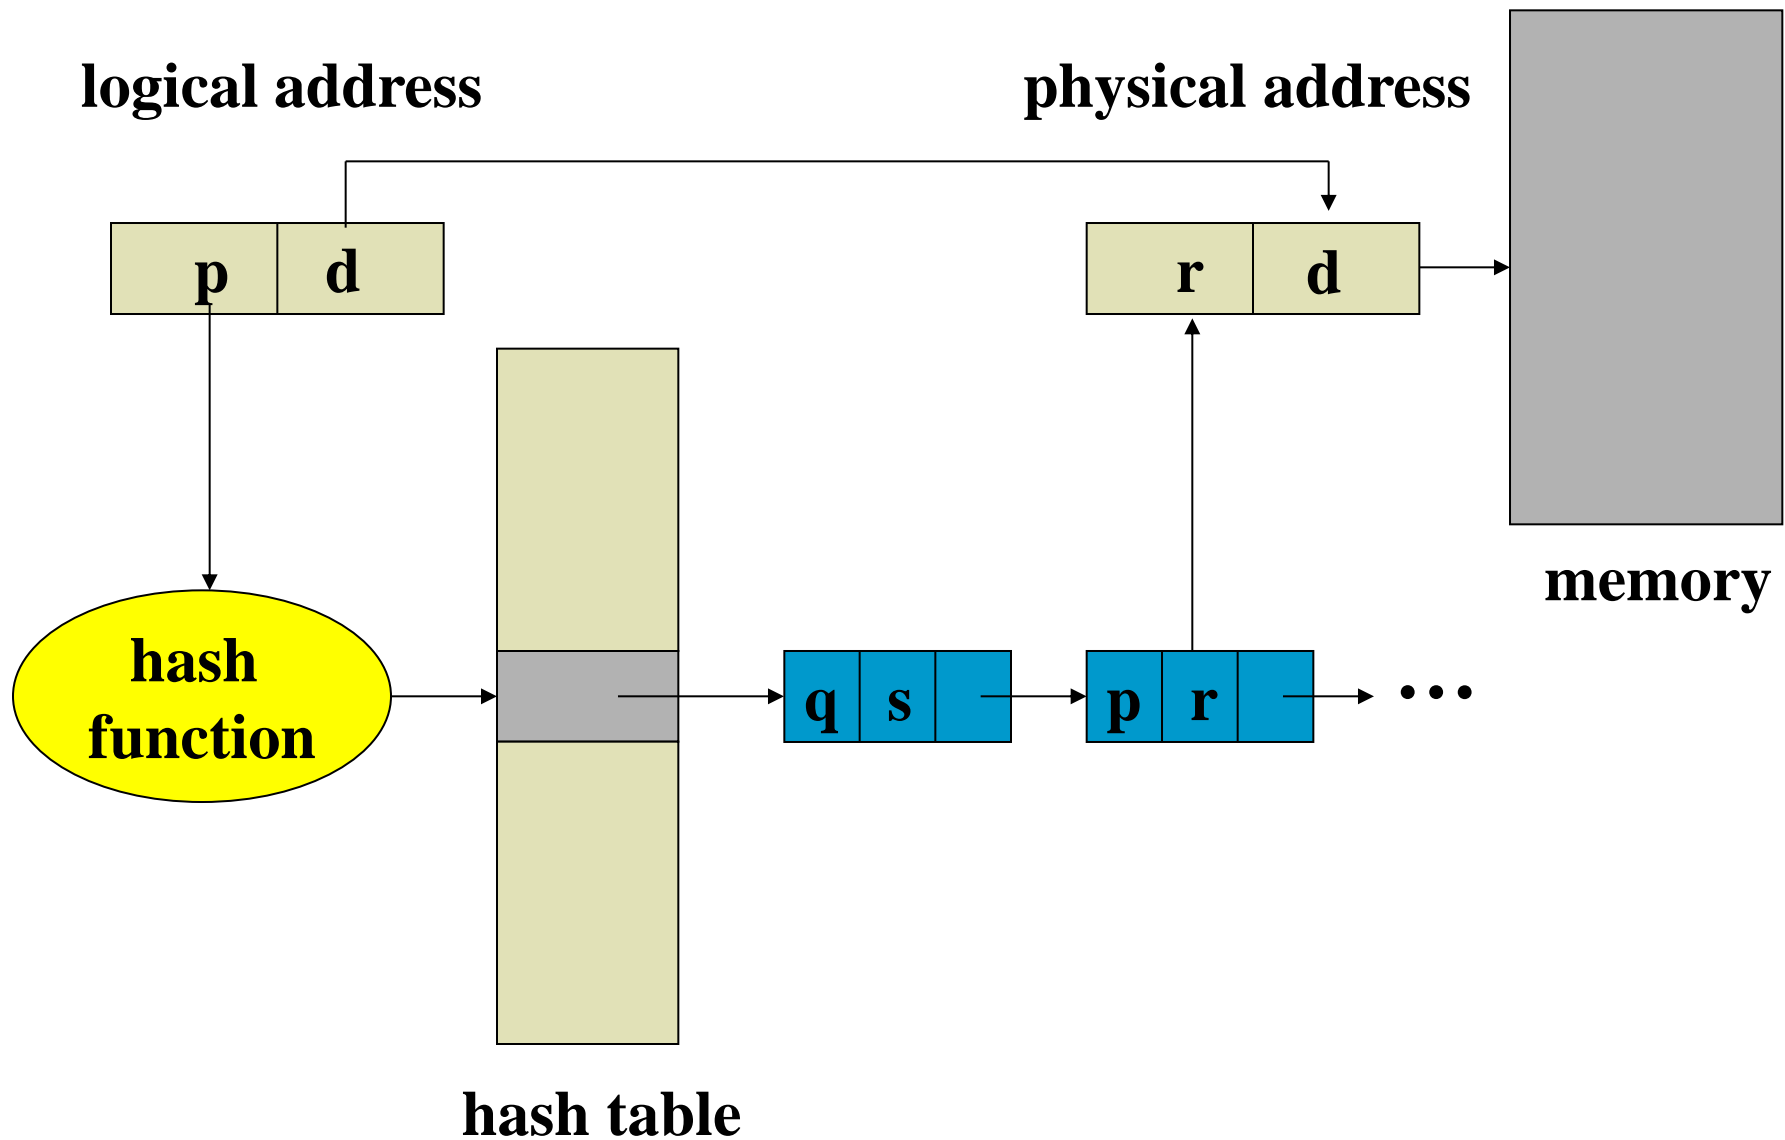 logical address
physical address
p d
r d
memory
hash
function
q s
p r
•••
hash table